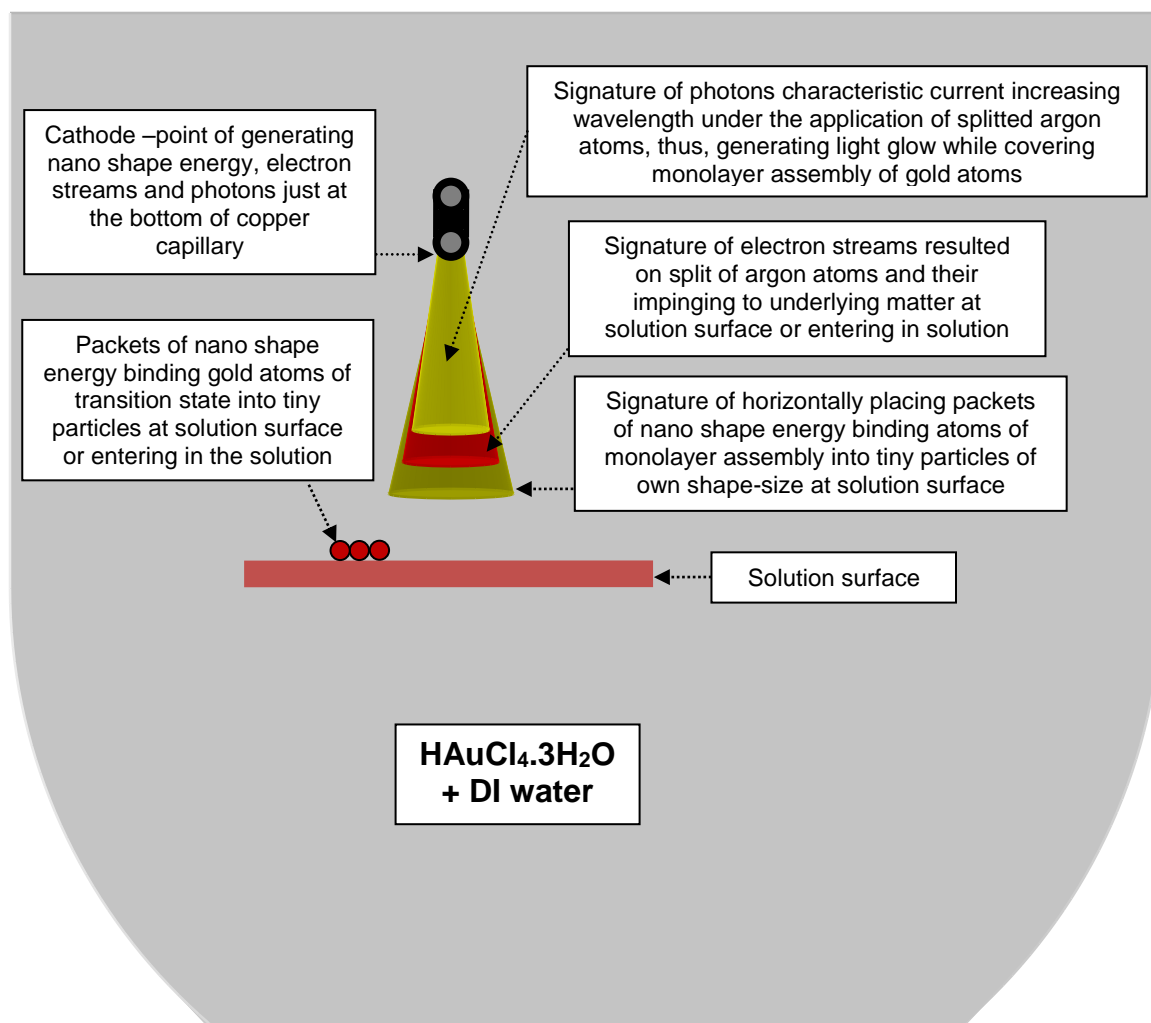 Cathode –point of generating
nano shape energy, electron
streams and photons just at
the bottom of copper
capillary
Signature of photons characteristic current increasing
wavelength under the application of splitted argon
atoms, thus, generating light glow while covering
monolayer assembly of gold atoms
Signature of electron streams resulted
on split of argon atoms and their
impinging to underlying matter at
solution surface or entering in solution
Packets of nano shape
energy binding gold atoms of
transition state into tiny
particles at solution surface
or entering in the solution
Signature of horizontally placing packets
of nano shape energy binding atoms of
monolayer assembly into tiny particles of
own shape-size at solution surface
Solution surface
HAuCl₄.3H₂O
+ DI water